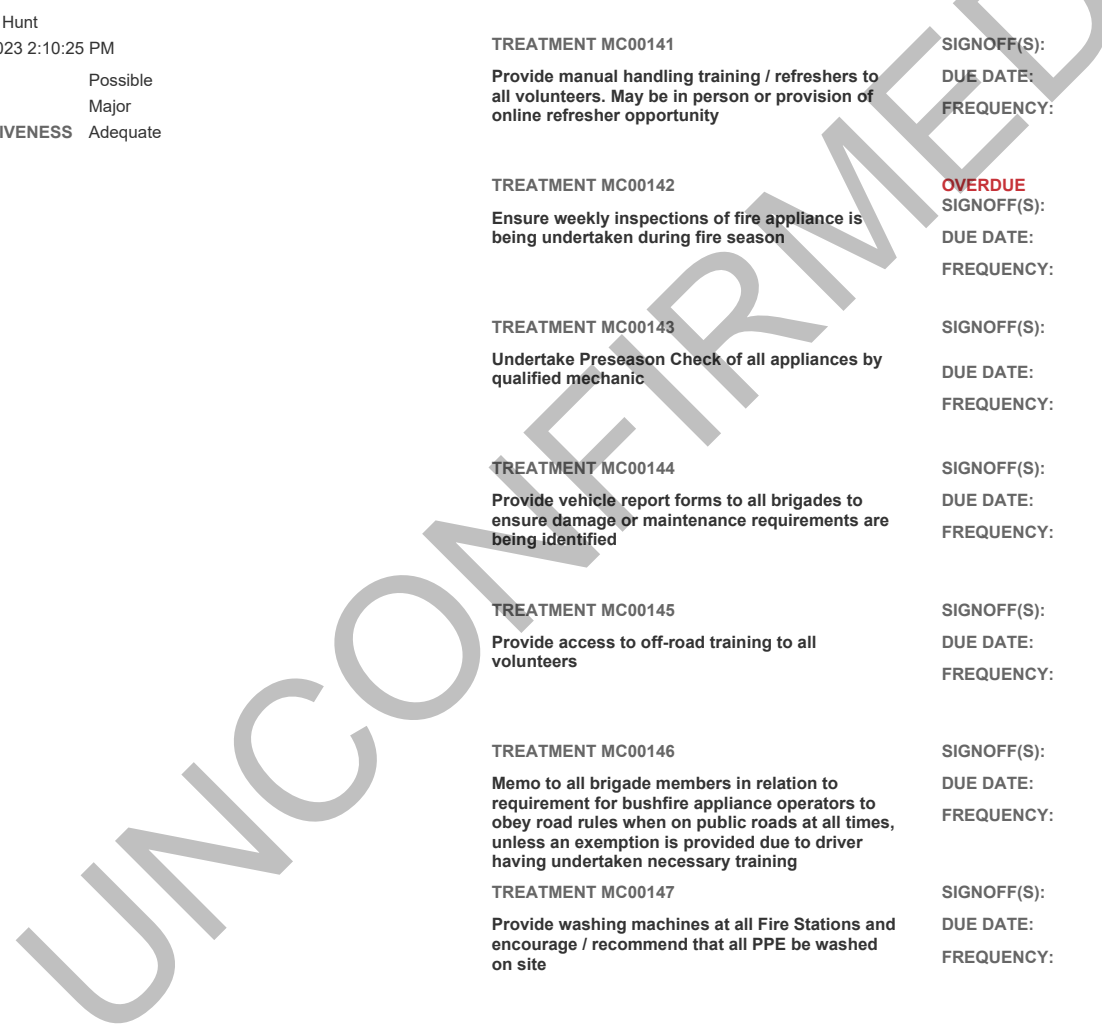 Hunt
023 2:10:25 PM
Possible
Major
IVENESS Adequate
TREATMENT MC00141
SIGNOFF(S):
Provide manual handling training / refreshers to
all volunteers. May be in person or provision of
online refresher opportunity
DUE DATE:
FREQUENCY:
TREATMENT MC00142
OVERDUE
SIGNOFF(S):
Ensure weekly inspections of fire appliance is
being undertaken during fire season
DUE DATE:
FREQUENCY:
TREATMENT MC00143
SIGNOFF(S):
Undertake Preseason Check of all appliances by
qualified mechanic
DUE DATE:
FREQUENCY:
TREATMENT MC00144
SIGNOFF(S):
Provide vehicle report forms to all brigades to
ensure damage or maintenance requirements are
being identified
DUE DATE:
FREQUENCY:
TREATMENT MC00145
SIGNOFF(S):
Provide access to off-road training to all
volunteers
DUE DATE:
FREQUENCY:
TREATMENT MC00146
SIGNOFF(S):
Memo to all brigade members in relation to
requirement for bushfire appliance operators to
obey road rules when on public roads at all times,
unless an exemption is provided due to driver
having undertaken necessary training
DUE DATE:
FREQUENCY:
TREATMENT MC00147
SIGNOFF(S):
Provide washing machines at all Fire Stations and
encourage / recommend that all PPE be washed
on site
DUE DATE:
FREQUENCY:
UNCONFIRMED